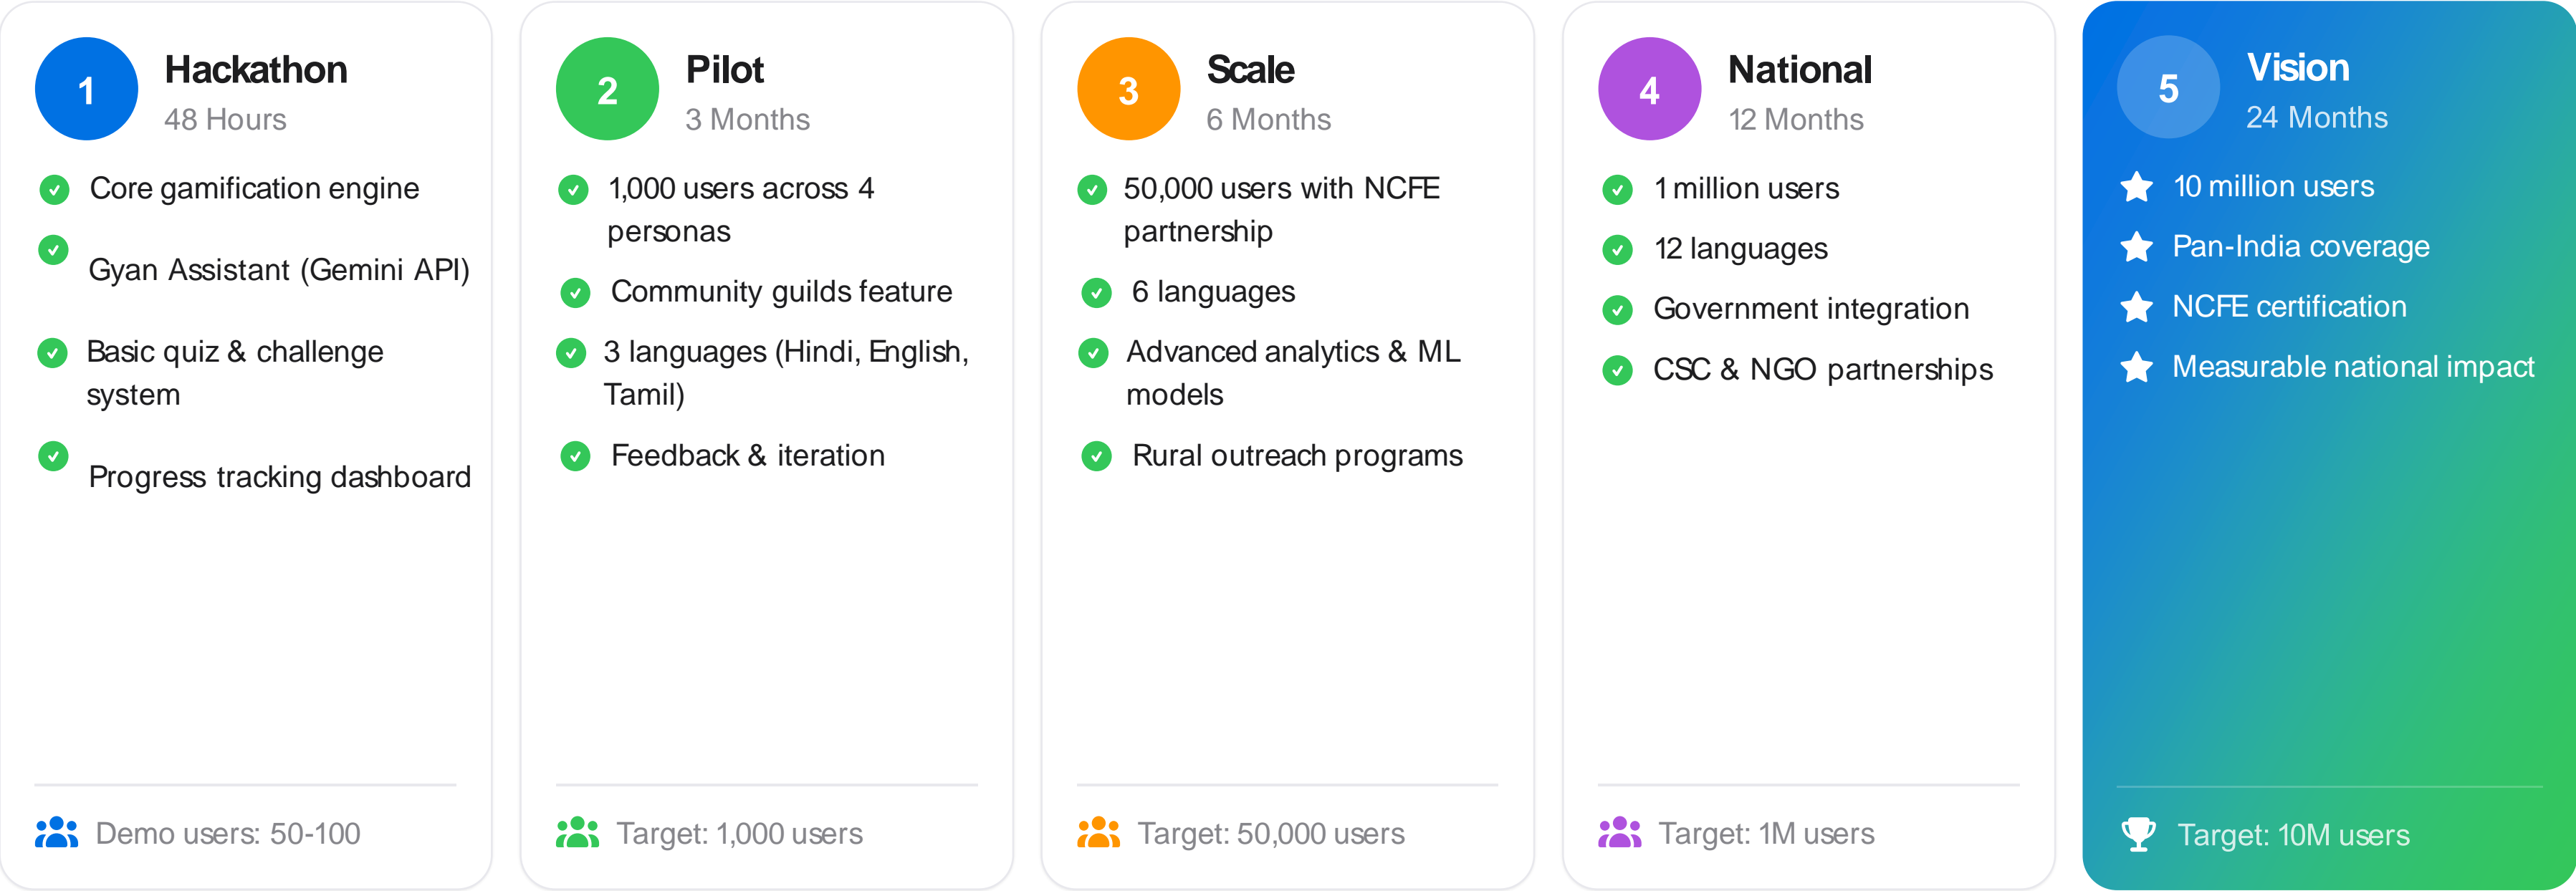 1
Hackathon
48 Hours
Core gamification engine
Gyan Assistant (Gemini API)
Basic quiz & challenge
system
Progress tracking dashboard
Demo users: 50-100
2
Pilot
3 Months
1,000 users across 4
personas
Community guilds feature
3 languages (Hindi, English,
Tamil)
Feedback & iteration
Target: 1,000 users
3
Scale
6 Months
50,000 users with NCFE
partnership
6 languages
Advanced analytics & ML
models
Rural outreach programs
Target: 50,000 users
4
National
12 Months
1 million users
12 languages
Government integration
CSC & NGO partnerships
Target: 1M users
5
Vision
24 Months
10 million users
Pan-India coverage
NCFE certification
Measurable national impact
Target: 10M users